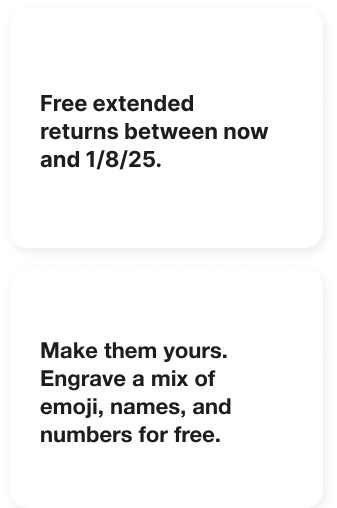 Free extended
returns between now
and 1/8/25.
Make them yours.
Engrave a mix of
emoji, names, and
numbers for free.